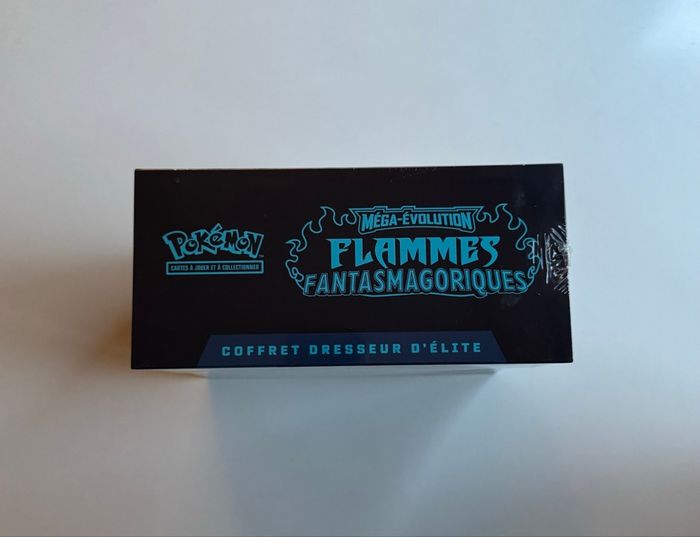 POKéMON
CARTES À JOUER ET À COLLECTIONNER
MÉGA-ÉVOLUTION
FLAMMES
FANTASMAGORIQUES
COFFRET DRESSEUR D'ÉLITE